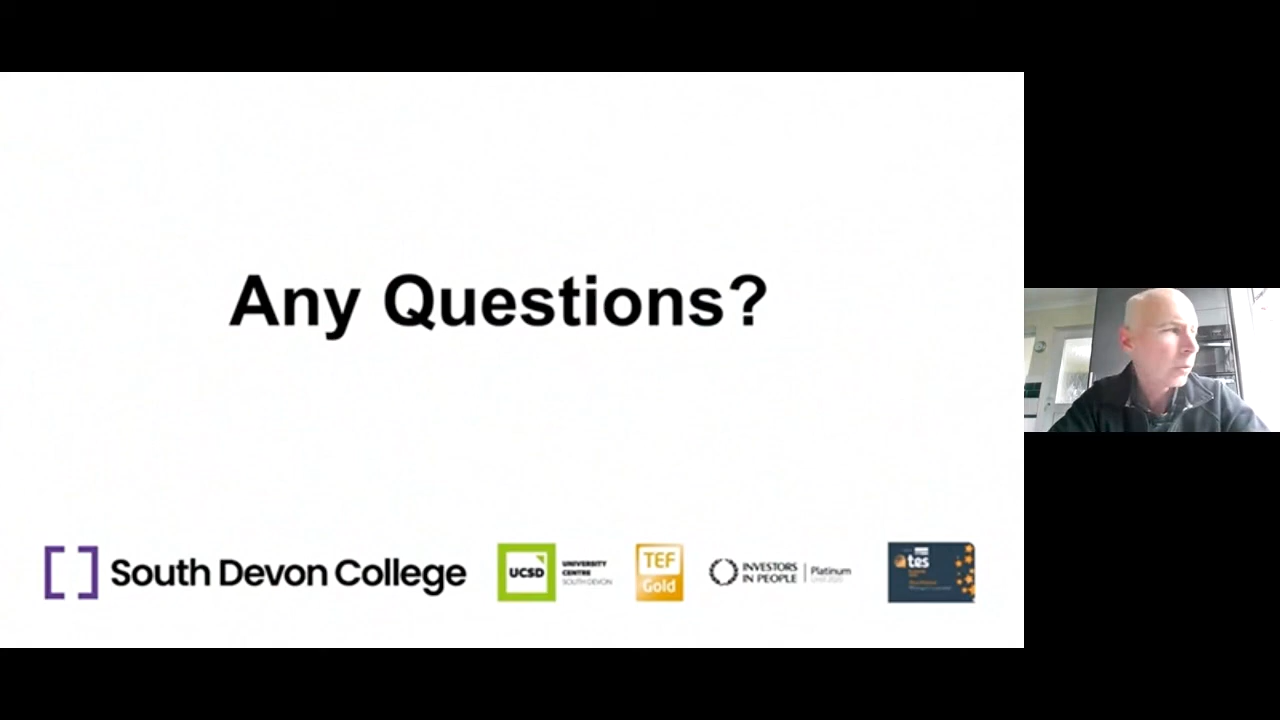 Any Questions?
South Devon College
UCSD
UNIVERSITY
CENTRE
SOUTH DEVON
TEF
Gold
INVESTORS
IN PEOPLE
Platinum
tes